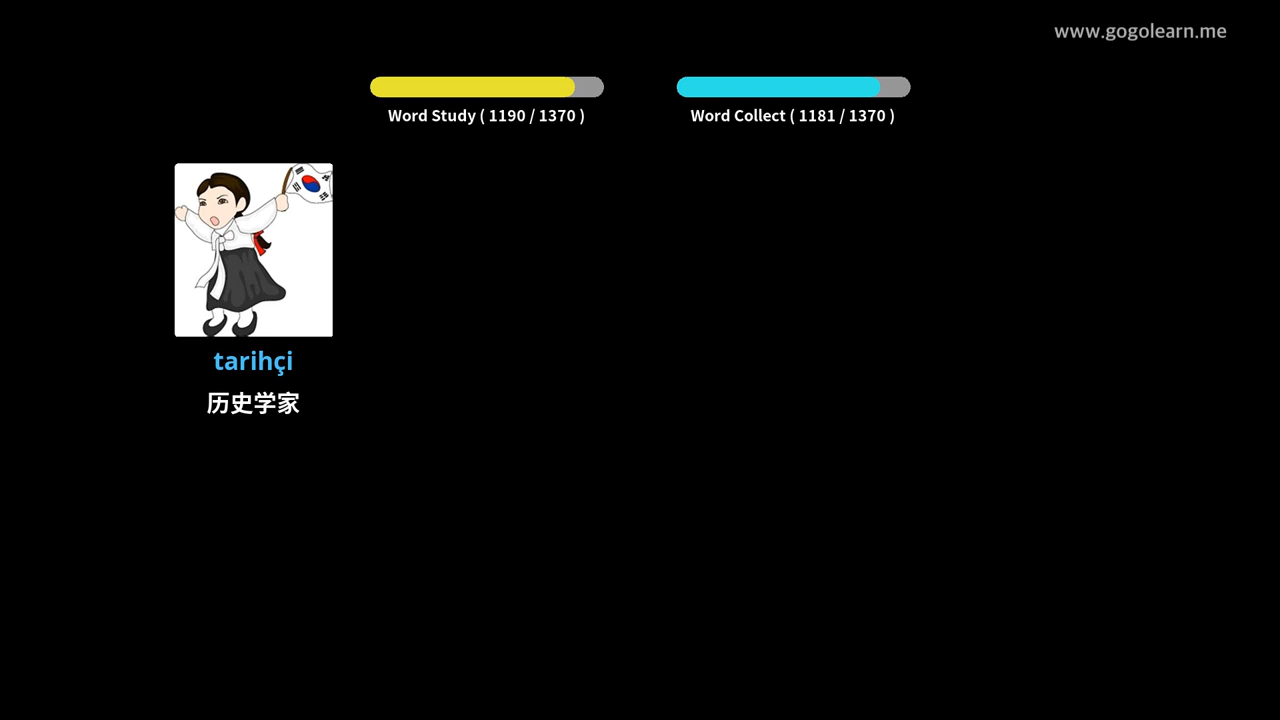 www.gogolearn.me
Word Study ( 1190 / 1370 )
Word Collect ( 1181 / 1370 )
tarihçi
历史学家